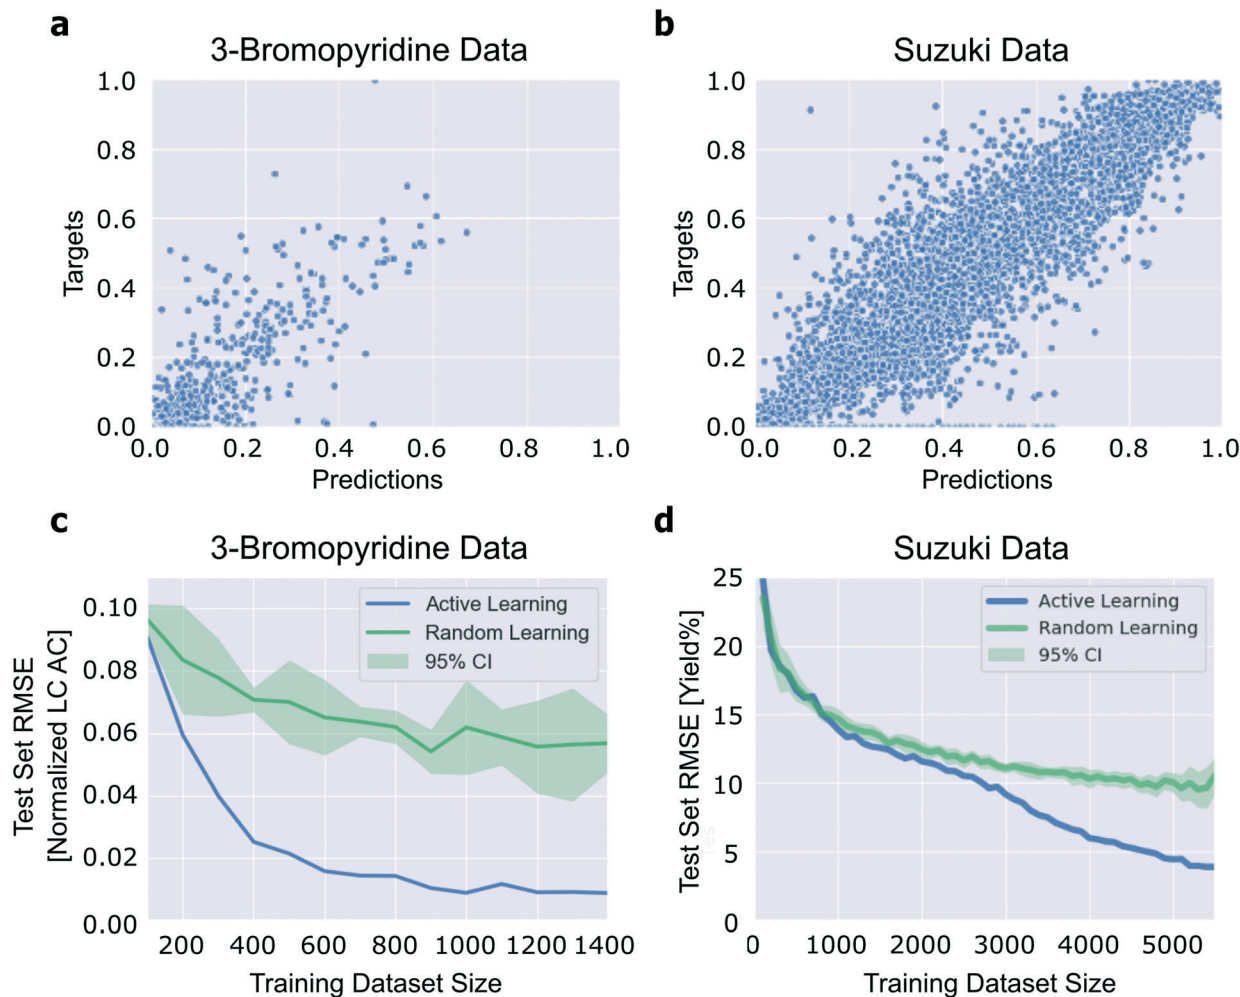 a
3-Bromopyridine Data
1.0
0.8
0.6
0.4
0.2
0.0
Targets
0.0 0.2 0.4 0.6 0.8 1.0
Predictions
b
Suzuki Data
1.0
0.8
0.6
0.4
0.2
0.0
Targets
0.0 0.2 0.4 0.6 0.8 1.0
Predictions
c
3-Bromopyridine Data
0.10
0.08
0.06
0.04
0.02
0.00
Test Set RMSE
[Normalized LC AC]
Active Learning
Random Learning
95% CI
200 400 600 800 1000 1200 1400
Training Dataset Size
d
Suzuki Data
25
20
15
10
5
0
Test Set RMSE [Yield%]
Active Learning
Random Learning
95% CI
0 1000 2000 3000 4000 5000
Training Dataset Size